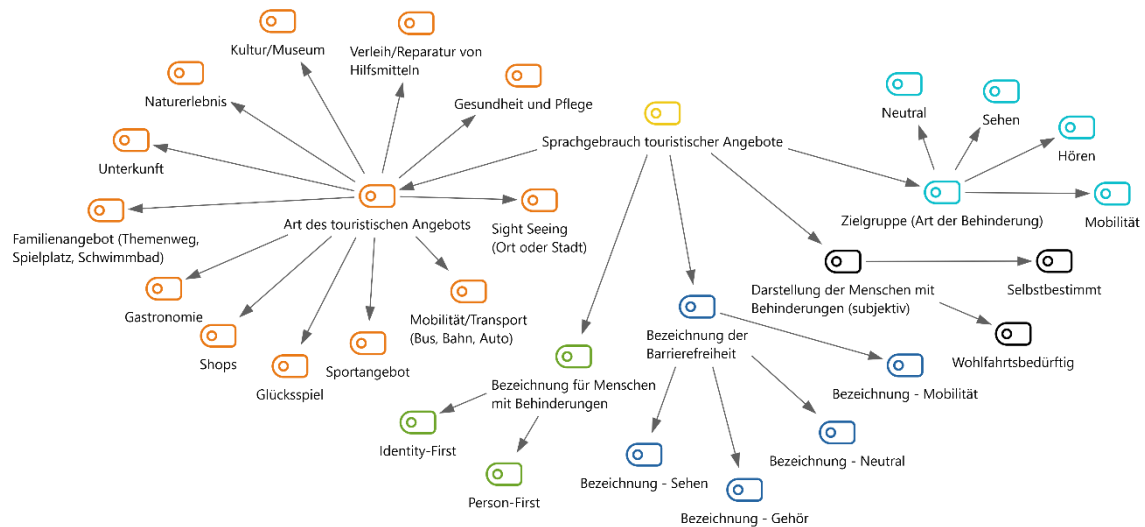 Kultur/Museum
Verleih/Reparatur von
Hilfsmitteln
Gesundheit und Pflege
Naturerlebnis
Unterkunft
Familienangebot (Themenweg,
Spielplatz, Schwimmbad)
Art des touristischen Angebots
Sight Seeing
(Ort oder Stadt)
Gastronomie
Shops
Glücksspiel
Sportangebot
Mobilität/Transport
(Bus, Bahn, Auto)
Sprachgebrauch touristischer Angebote
Neutral
Sehen
Hören
Mobilität
Zielgruppe (Art der Behinderung)
Darstellung der Menschen mit
Behinderungen (subjektiv)
Selbstbestimmt
Wohlfahrtsbedürftig
Bezeichnung der
Barrierefreiheit
Bezeichnung - Mobilität
Bezeichnung - Neutral
Bezeichnung - Gehör
Bezeichnung - Sehen
Bezeichnung für Menschen
mit Behinderungen
Identity-First
Person-First